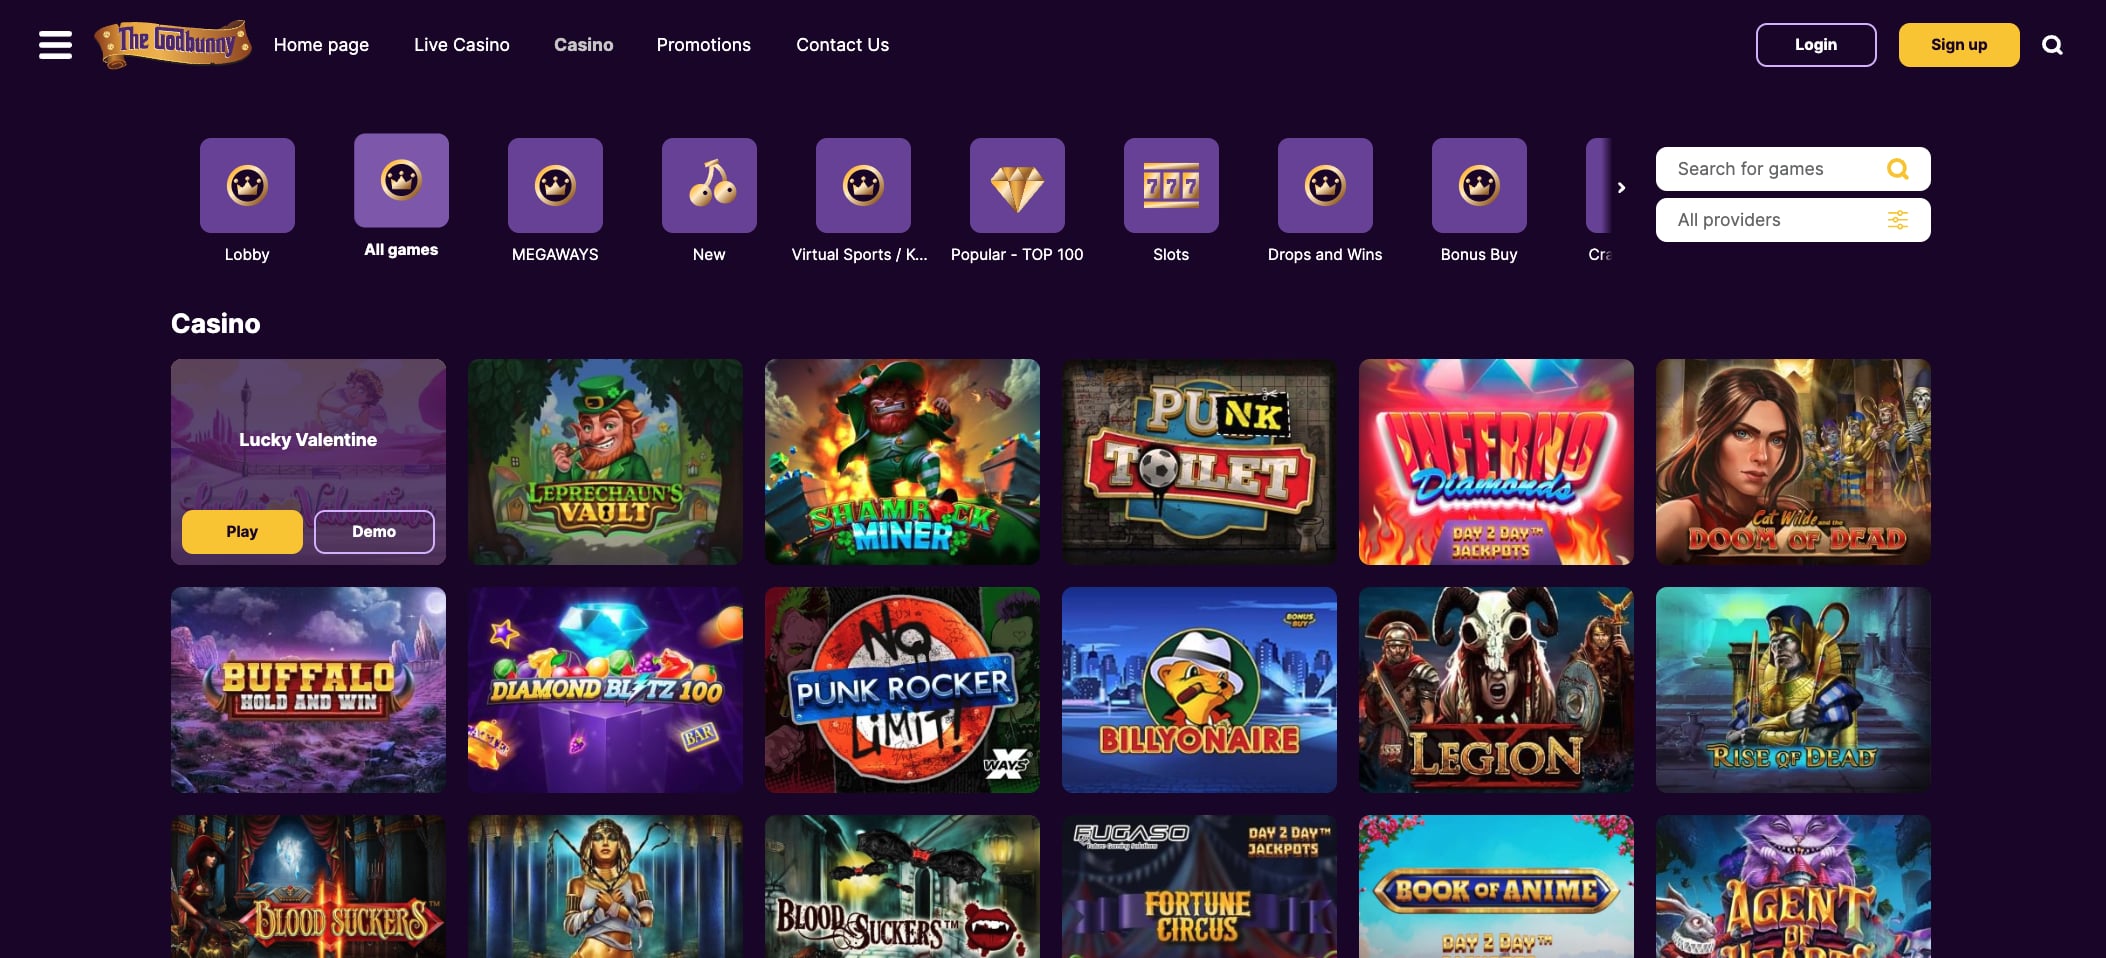 The Godbunny
Home page
Live Casino
Casino
Promotions
Contact Us
Login
Sign up
Lobby
All games
MEGAWAYS
New
Virtual Sports / K...
Popular - TOP 100
777
Slots
Drops and Wins
Bonus Buy
Cra
Search for games
All providers
Casino
Lucky Valentine
Play
Demo
LEPRECHAUN'S
VAULT
SHAMROCK
MINER
PUNK
TOILET
INFERNO
Diamonds
DAY 2 DAY™
JACKPOTS
Cat Wilde and the
DOOM OF DEAD
BUFFALO
HOLD AND WIN
DIAMOND BLITZ 100
BAR
NO
PUNK ROCKER
LIMIT!
XWAYS®
BONUS
BUY
BILLYONAIRE
LEGION X
RISE OF DEAD
BLOOD SUCKERS II™
BLOOD SUCKERS™
FUGASO
Future Gaming Solutions
DAY 2 DAY™
JACKPOTS
FORTUNE
CIRCUS
BOOK OF ANIME
DAY 2 DAY™
AGENT
OF
HEARTS